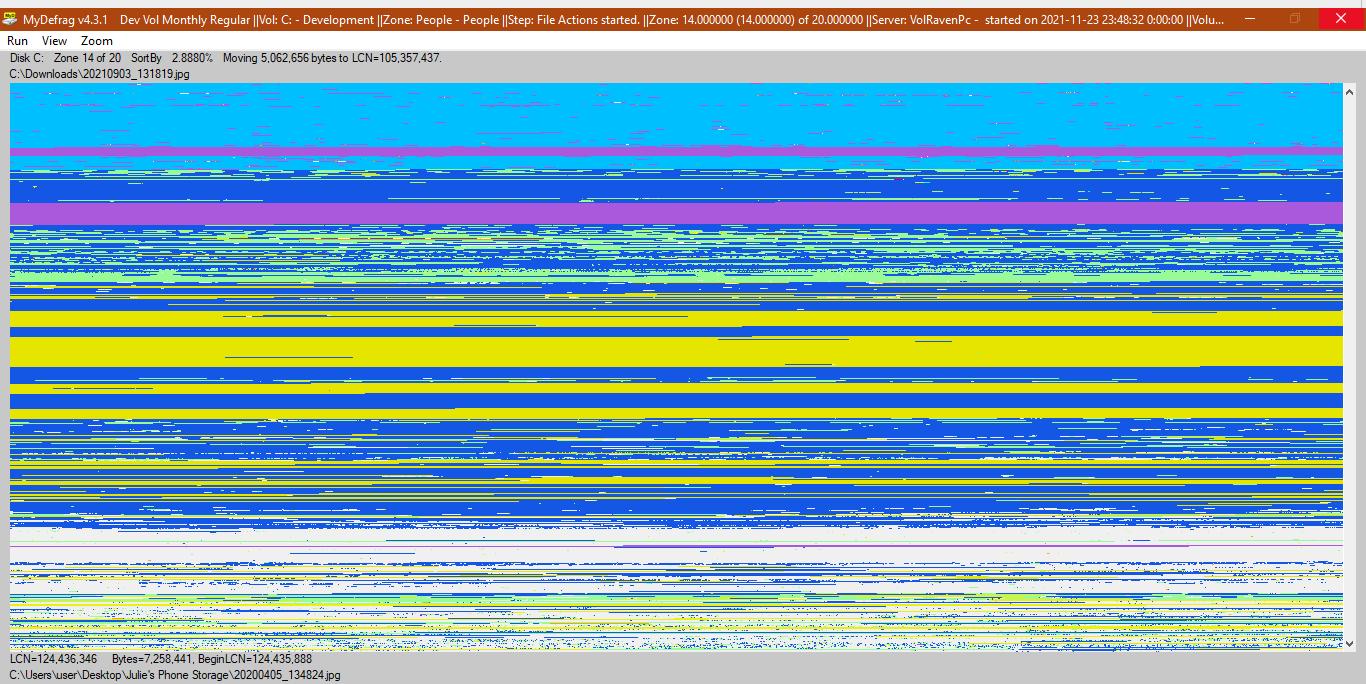 MyDefrag v4.3.1    Dev Vol Monthly Regular ||Vol: C: - Development ||Zone: People - People ||Step: File Actions started. ||Zone: 14.000000 (14.000000) of 20.000000 ||Server: VolRavenPc -  started on 2021-11-23 23:48:32 0:00:00 ||Volu...
Run View Zoom
Disk C: Zone 14 of 20 SortBy 2.8880% Moving 5,062,656 bytes to LCN=105,357,437.
C:\Downloads\20210903_131819.jpg
LCN=124,436,346 Bytes=7,258,441, BeginLCN=124,435,888
C:\Users\user\Desktop\Julie's Phone Storage\20200405_134824.jpg